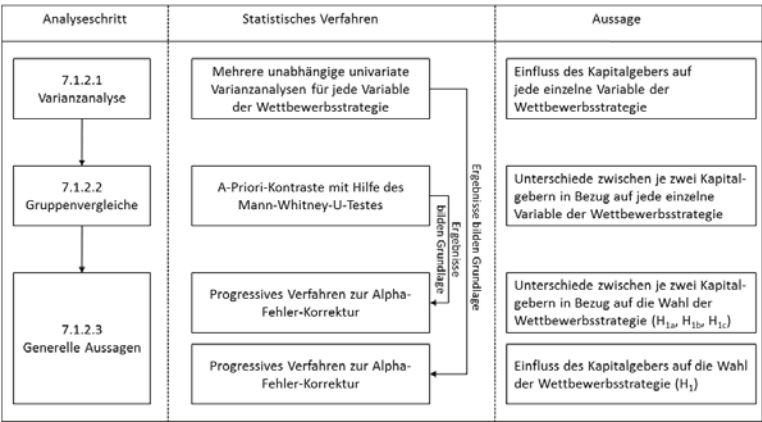 Analyseschritt
Statistisches Verfahren
Aussage
7.1.2.1
Varianzanalyse
Mehrere unabhängige univariate
Varianzanalysen für jede Variable
der Wettbewerbsstrategie
Einfluss des Kapitalgebers auf
jede einzelne Variable der
Wettbewerbsstrategie
7.1.2.2
Gruppenvergleiche
A-Priori-Kontraste mit Hilfe des
Mann-Whitney-U-Testes
Unterschiede zwischen je zwei Kapital-
gebern in Bezug auf jede einzelne
Variable der Wettbewerbsstrategie
Ergebnisse
bilden Grundlage
Ergebnisse bilden Grundlage
7.1.2.3
Generelle Aussagen
Progressives Verfahren zur Alpha-
Fehler-Korrektur
Unterschiede zwischen je zwei Kapital-
gebern in Bezug auf die Wahl der
Wettbewerbsstrategie (H1a, H1b, H1c)
Progressives Verfahren zur Alpha-
Fehler-Korrektur
Einfluss des Kapitalgebers auf die Wahl
der Wettbewerbsstrategie (H1)